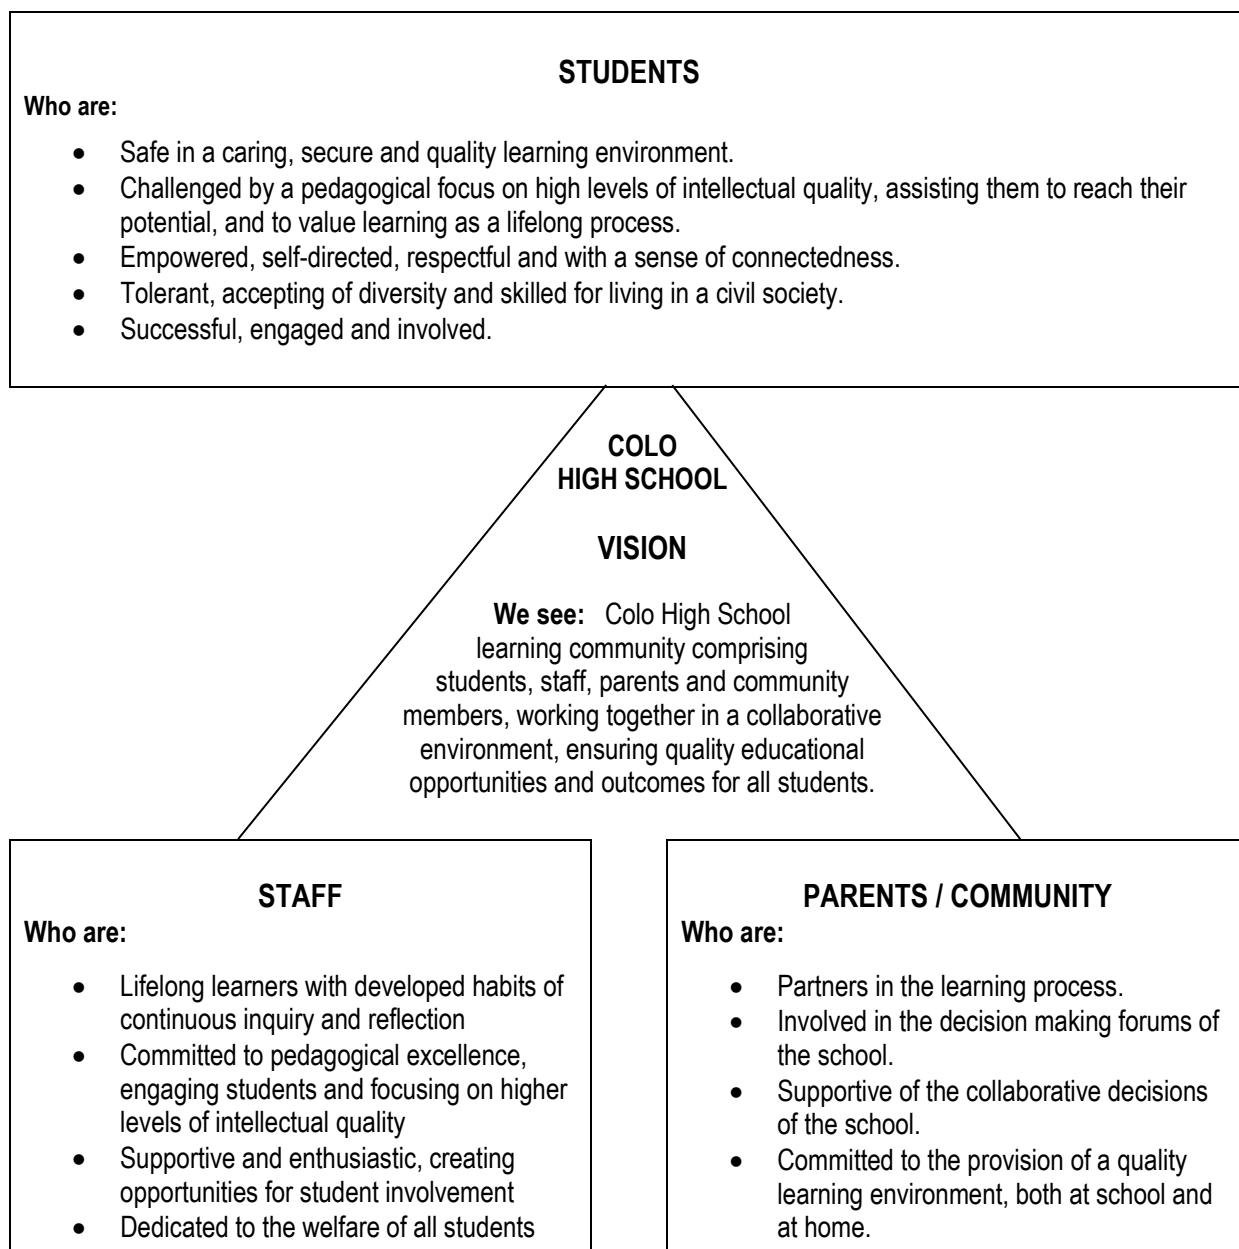 STUDENTS
Who are:
• Safe in a caring, secure and quality learning environment.
• Challenged by a pedagogical focus on high levels of intellectual quality, assisting them to reach their
potential, and to value learning as a lifelong process.
• Empowered, self-directed, respectful and with a sense of connectedness.
• Tolerant, accepting of diversity and skilled for living in a civil society.
• Successful, engaged and involved.
COLO
HIGH SCHOOL
VISION
We see: Colo High School
learning community comprising
students, staff, parents and community
members, working together in a collaborative
environment, ensuring quality educational
opportunities and outcomes for all students.
STAFF
Who are:
• Lifelong learners with developed habits of
continuous inquiry and reflection
• Committed to pedagogical excellence,
engaging students and focusing on higher
levels of intellectual quality
• Supportive and enthusiastic, creating
opportunities for student involvement
• Dedicated to the welfare of all students
PARENTS / COMMUNITY
Who are:
• Partners in the learning process.
• Involved in the decision making forums of
the school.
• Supportive of the collaborative decisions
of the school.
• Committed to the provision of a quality
learning environment, both at school and
at home.